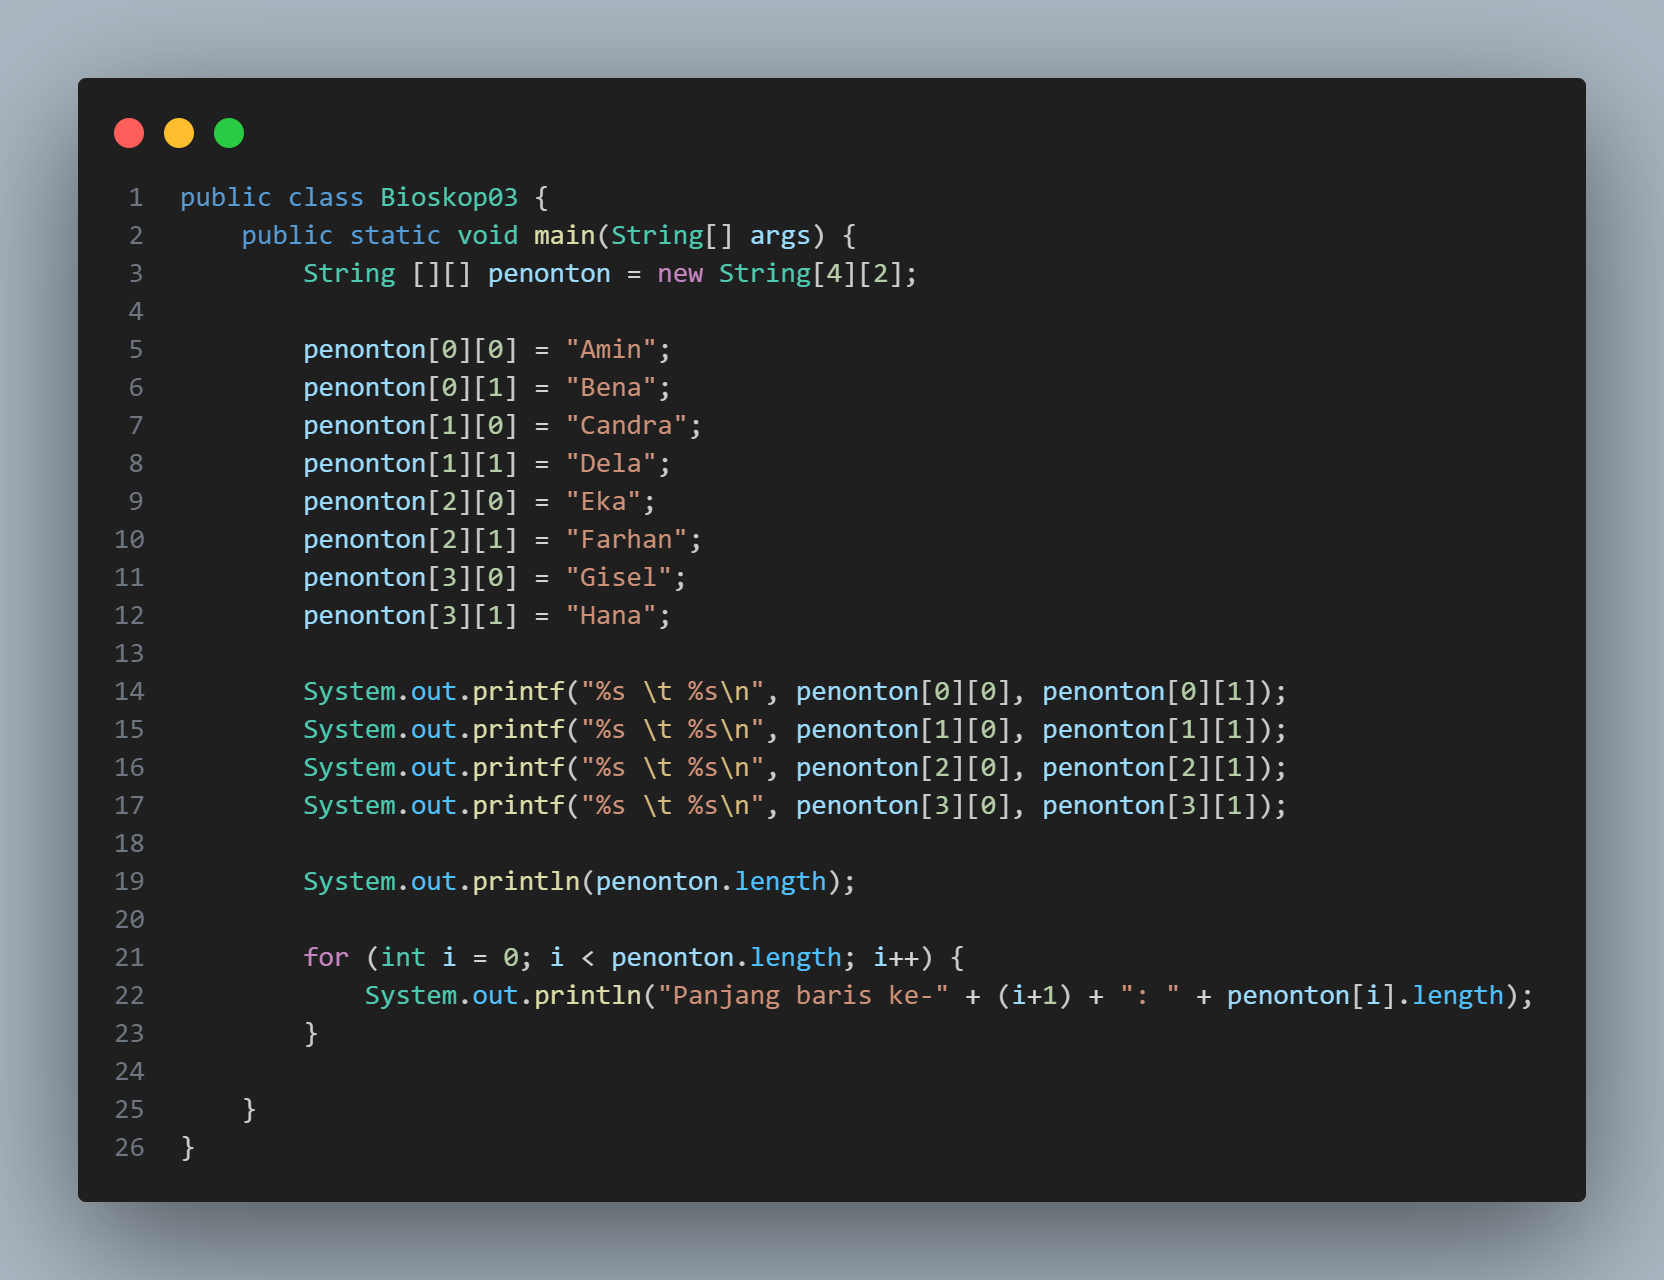 1 public class Bioskop03 {
2     public static void main(String[] args) {
3         String [][] penonton = new String[4][2];
4
5         penonton[0][0] = "Amin";
6         penonton[0][1] = "Bena";
7         penonton[1][0] = "Candra";
8         penonton[1][1] = "Dela";
9         penonton[2][0] = "Eka";
10         penonton[2][1] = "Farhan";
11         penonton[3][0] = "Gisel";
12         penonton[3][1] = "Hana";
13
14         System.out.printf("%s \t %s\n", penonton[0][0], penonton[0][1]);
15         System.out.printf("%s \t %s\n", penonton[1][0], penonton[1][1]);
16         System.out.printf("%s \t %s\n", penonton[2][0], penonton[2][1]);
17         System.out.printf("%s \t %s\n", penonton[3][0], penonton[3][1]);
18
19         System.out.println(penonton.length);
20
21         for (int i = 0; i < penonton.length; i++) {
22             System.out.println("Panjang baris ke-" + (i+1) + ": " + penonton[i].length);
23         }
24
25     }
26 }